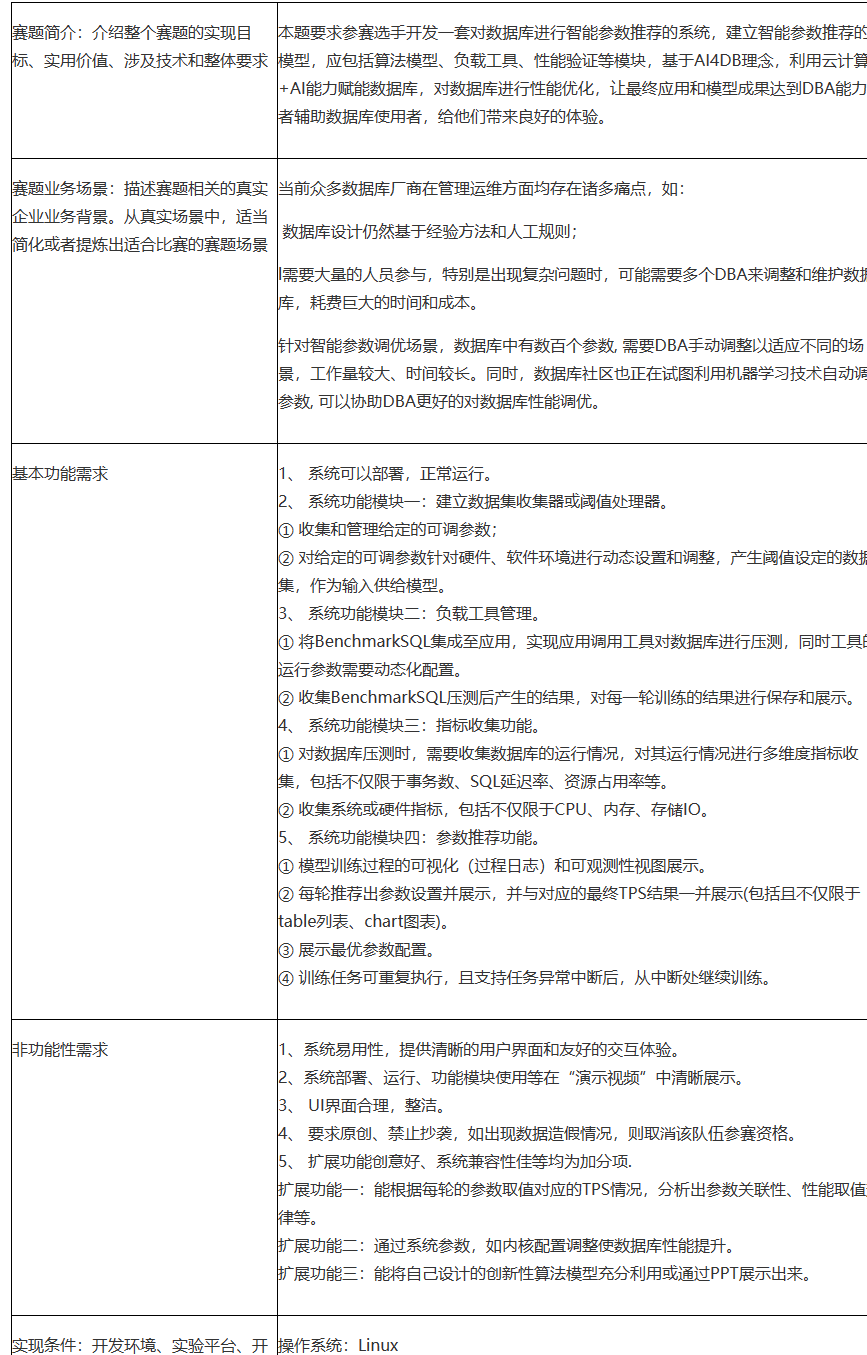 赛题简介：介绍整个赛题的实现目
标、实用价值、涉及技术和整体要求
本题要求参赛选手开发一套对数据库进行智能参数推荐的系统，建立智能参数推荐的
模型，应包括算法模型、负载工具、性能验证等模块，基于AI4DB理念，利用云计算
+AI能力赋能数据库，对数据库进行性能优化，让最终应用和模型成果达到DBA能力
者辅助数据库使用者，给他们带来良好的体验。
赛题业务场景：描述赛题相关的真实
企业业务背景。从真实场景中，适当
简化或者提炼出适合比赛的赛题场景
当前众多数据库厂商在管理运维方面均存在诸多痛点，如：
数据库设计仍然基于经验方法和人工规则；
l需要大量的人员参与，特别是出现复杂问题时，可能需要多个DBA来调整和维护数据
库，耗费巨大的时间和成本。
针对智能参数调优场景，数据库中有数百个参数, 需要DBA手动调整以适应不同的场
景，工作量较大、时间较长。同时，数据库社区也正在试图利用机器学习技术自动调
参数, 可以协助DBA更好的对数据库性能调优。
基本功能需求
1、 系统可以部署，正常运行。
2、 系统功能模块一：建立数据集收集器或阈值处理器。
① 收集和管理给定的可调参数；
② 对给定的可调参数针对硬件、软件环境进行动态设置和调整，产生阈值设定的数据
集，作为输入供给模型。
3、 系统功能模块二：负载工具管理。
① 将BenchmarkSQL集成至应用，实现应用调用工具对数据库进行压测，同时工具的
运行参数需要动态化配置。
② 收集BenchmarkSQL压测后产生的结果，对每一轮训练的结果进行保存和展示。
4、 系统功能模块三：指标收集功能。
① 对数据库压测时，需要收集数据库的运行情况，对其运行情况进行多维度指标收
集，包括不仅限于事务数、SQL延迟率、资源占用率等。
② 收集系统或硬件指标，包括不仅限于CPU、内存、存储IO。
5、 系统功能模块四：参数推荐功能。
① 模型训练过程的可视化（过程日志）和可观测性视图展示。
② 每轮推荐出参数设置并展示，并与对应的最终TPS结果一并展示(包括且不仅限于
table列表、chart图表)。
③ 展示最优参数配置。
④ 训练任务可重复执行，且支持任务异常中断后，从中断处继续训练。
非功能性需求
1、系统易用性，提供清晰的用户界面和友好的交互体验。
2、系统部署、运行、功能模块使用等在“演示视频”中清晰展示。
3、 UI界面合理，整洁。
4、 要求原创、禁止抄袭，如出现数据造假情况，则取消该队伍参赛资格。
5、 扩展功能创意好、系统兼容性佳等均为加分项.
扩展功能一：能根据每轮的参数取值对应的TPS情况，分析出参数关联性、性能取值
律等。
扩展功能二：通过系统参数，如内核配置调整使数据库性能提升。
扩展功能三：能将自己设计的创新性算法模型充分利用或通过PPT展示出来。
实现条件：开发环境、实验平台、开
操作系统：Linux